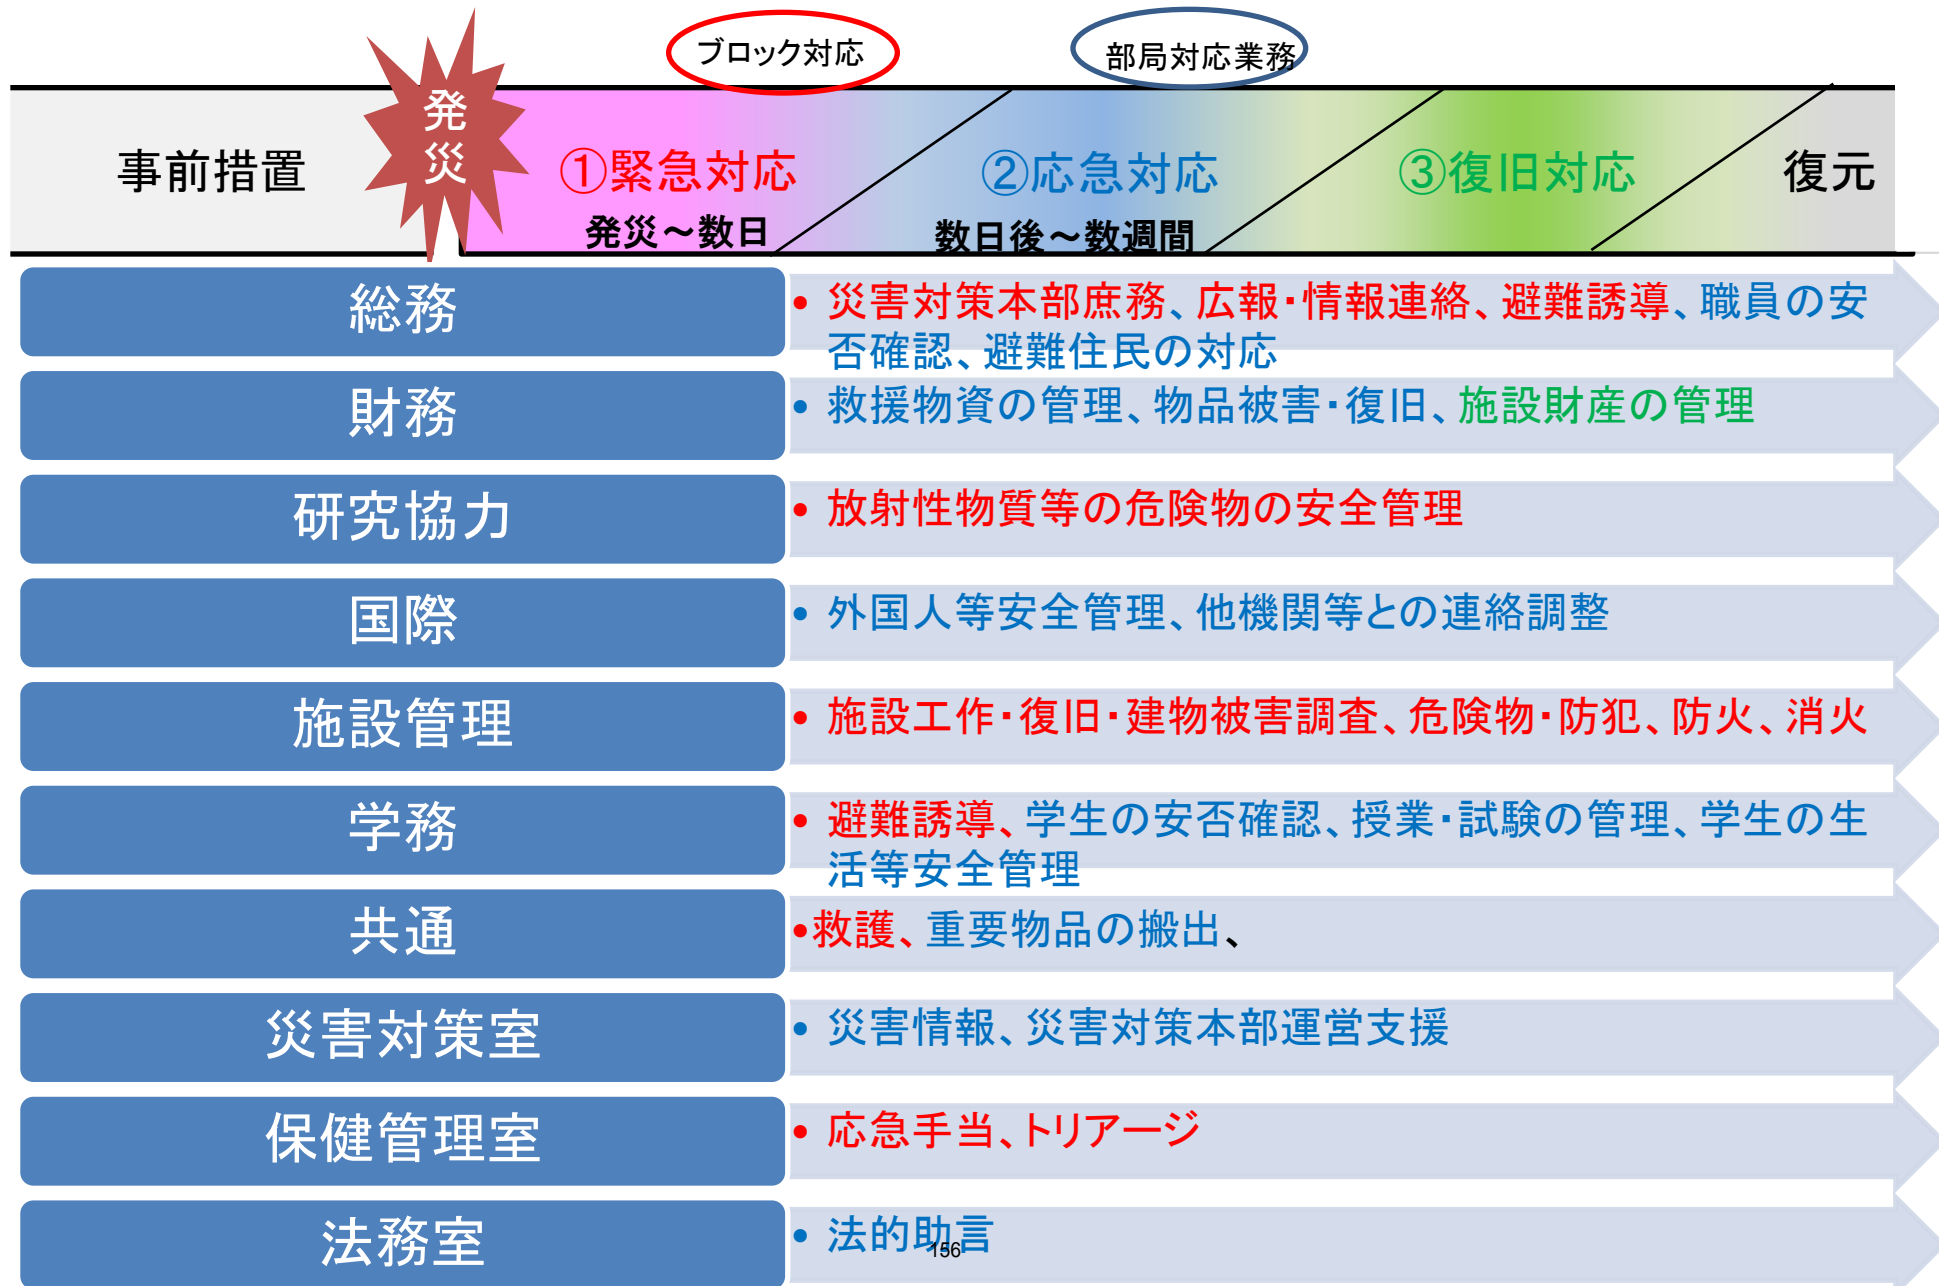 ブロック対応
部局対応業務
発災
事前措置
①緊急対応
②応急対応
③復旧対応
復元
発災～数日
数日後～数週間
総務
• 災害対策本部庶務、広報・情報連絡、避難誘導、職員の安
否確認、避難住民の対応
財務
• 救援物資の管理、物品被害・復旧、施設財産の管理
研究協力
• 放射性物質等の危険物の安全管理
国際
• 外国人等安全管理、他機関等との連絡調整
施設管理
• 施設工作・復旧・建物被害調査、危険物・防犯、防火、消火
学務
• 避難誘導、学生の安否確認、授業・試験の管理、学生の生
活等安全管理
共通
•救護、重要物品の搬出、
災害対策室
• 災害情報、災害対策本部運営支援
保健管理室
• 応急手当、トリアージ
法務室
• 法的助言
156